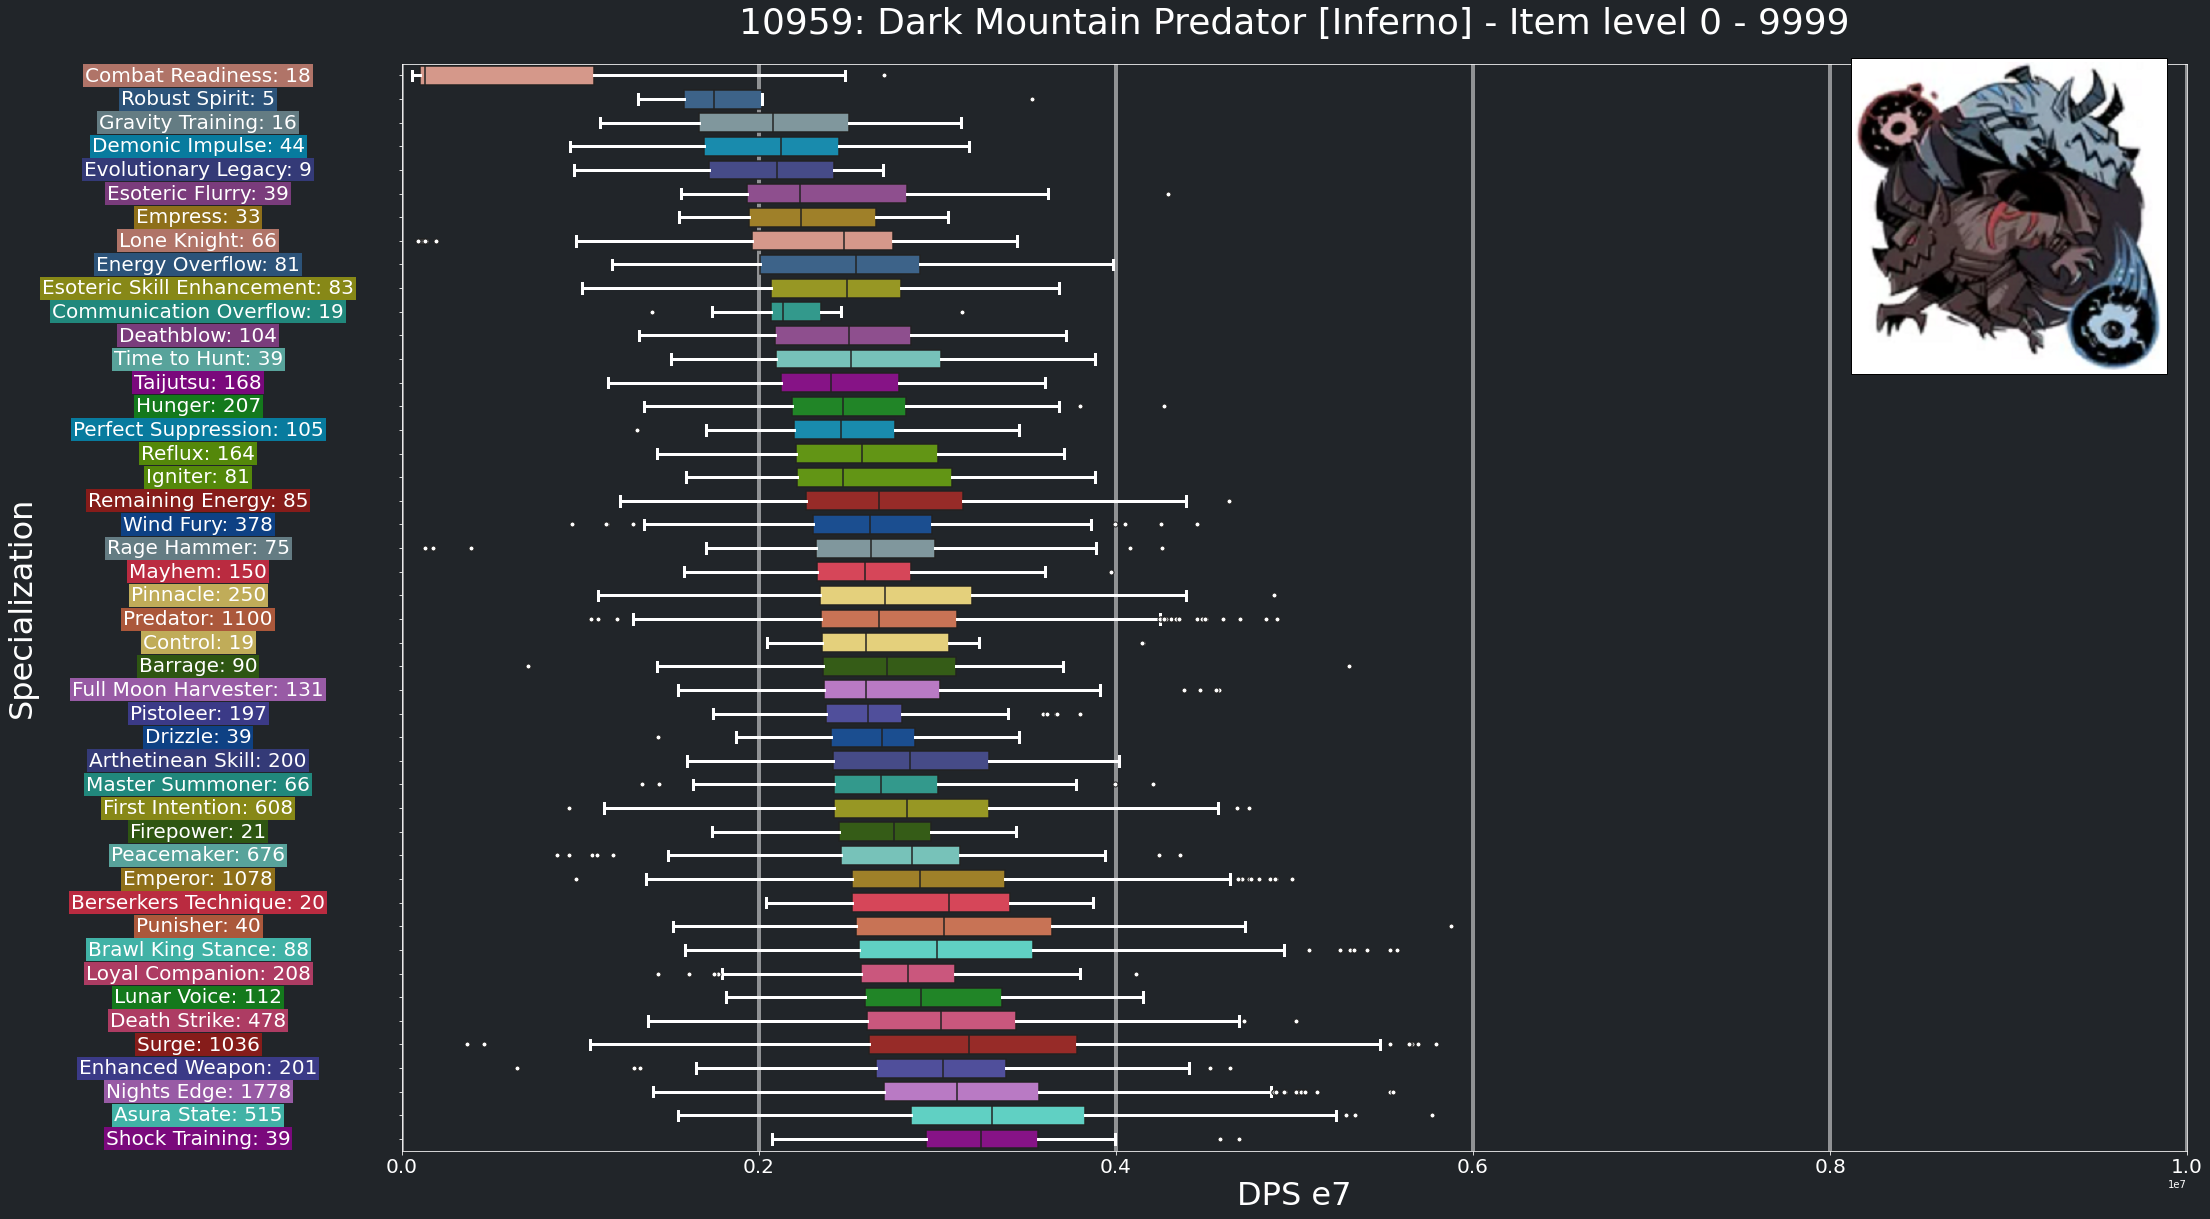 10959: Dark Mountain Predator [Inferno] - Item level 0 - 9999
Specialization
Combat Readiness: 18
Robust Spirit: 5
Gravity Training: 16
Demonic Impulse: 44
Evolutionary Legacy: 9
Esoteric Flurry: 39
Empress: 33
Lone Knight: 66
Energy Overflow: 81
Esoteric Skill Enhancement: 83
Communication Overflow: 19
Deathblow: 104
Time to Hunt: 39
Taijutsu: 168
Hunger: 207
Perfect Suppression: 105
Reflux: 164
Igniter: 81
Remaining Energy: 85
Wind Fury: 378
Rage Hammer: 75
Mayhem: 150
Pinnacle: 250
Predator: 1100
Control: 19
Barrage: 90
Full Moon Harvester: 131
Pistoleer: 197
Drizzle: 39
Arthetinean Skill: 200
Master Summoner: 66
First Intention: 608
Firepower: 21
Peacemaker: 676
Emperor: 1078
Berserkers Technique: 20
Punisher: 40
Brawl King Stance: 88
Loyal Companion: 208
Lunar Voice: 112
Death Strike: 478
Surge: 1036
Enhanced Weapon: 201
Nights Edge: 1778
Asura State: 515
Shock Training: 39
0.0 0.2 0.4 0.6 0.8 1.0
1e7
DPS e7